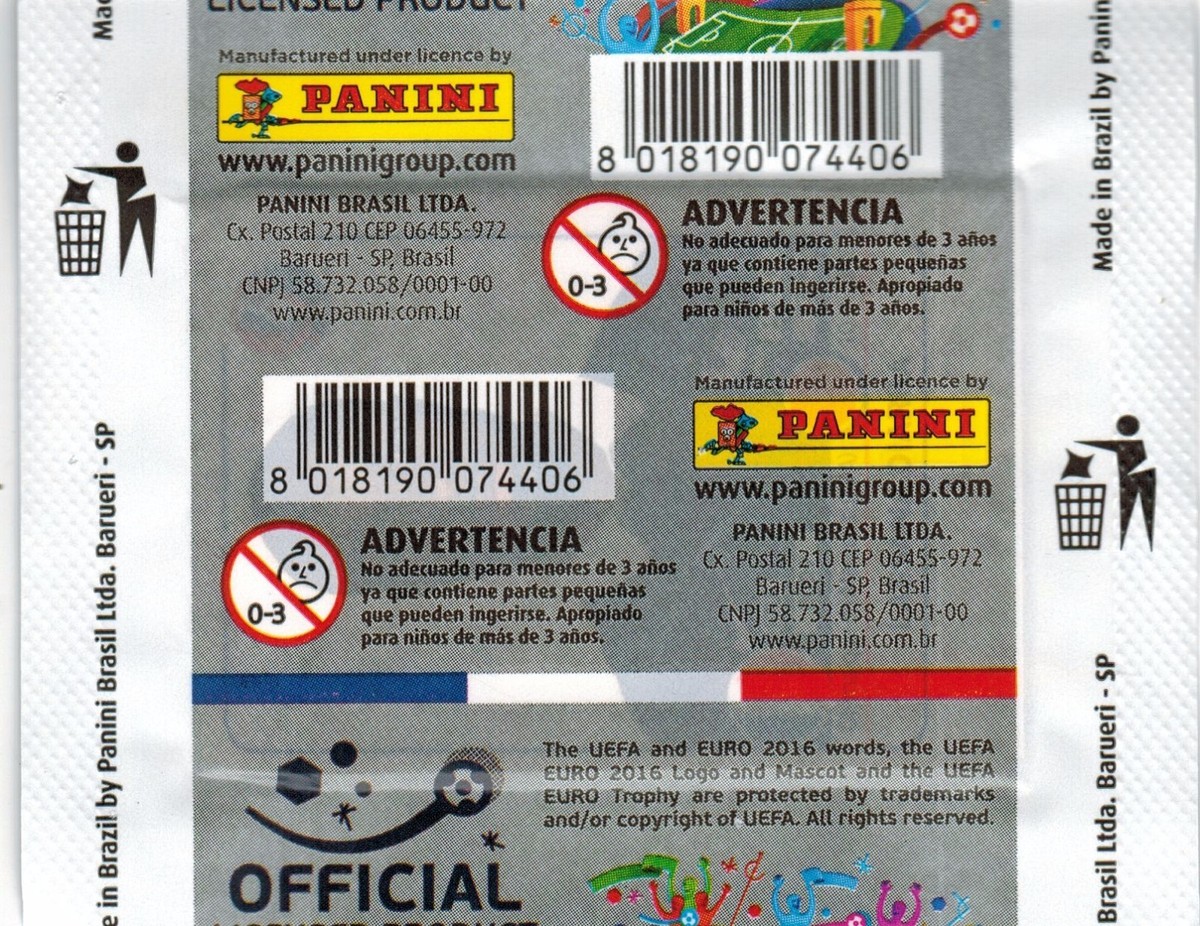 LICENSED PRODUCT
Manufactured under licence by
PANINI
www.paninigroup.com
PANINI BRASIL LTDA.
Cx. Postal 210 CEP 06455-972
Barueri - SP, Brasil
CNPJ 58.732.058/0001-00
www.panini.com.br
8 018190 074406
ADVERTENCIA
No adecuado para menores de 3 años
ya que contiene partes pequeñas
que pueden ingerirse. Apropiado
para niños de más de 3 años.
0-3
8 018190 074406
0-3
ADVERTENCIA
No adecuado para menores de 3 años
ya que contiene partes pequeñas
que pueden ingerirse. Apropiado
para niños de más de 3 años.
Manufactured under licence by
PANINI
www.paninigroup.com
PANINI BRASIL LTDA.
Cx. Postal 210 CEP 06455-972
Barueri - SP, Brasil
CNPJ 58.732.058/0001-00
www.panini.com.br
The UEFA and EURO 2016 words, the UEFA
EURO 2016 Logo and Mascot and the UEFA
EURO Trophy are protected by trademarks
and/or copyright of UEFA. All rights reserved.
OFFICIAL
LICENSED PRODUCT
Mad
e in Brazil by Panini Brasil Ltda. Barueri - SP
Made in Brazil by Panin
Brasil Ltda. Barueri - SP